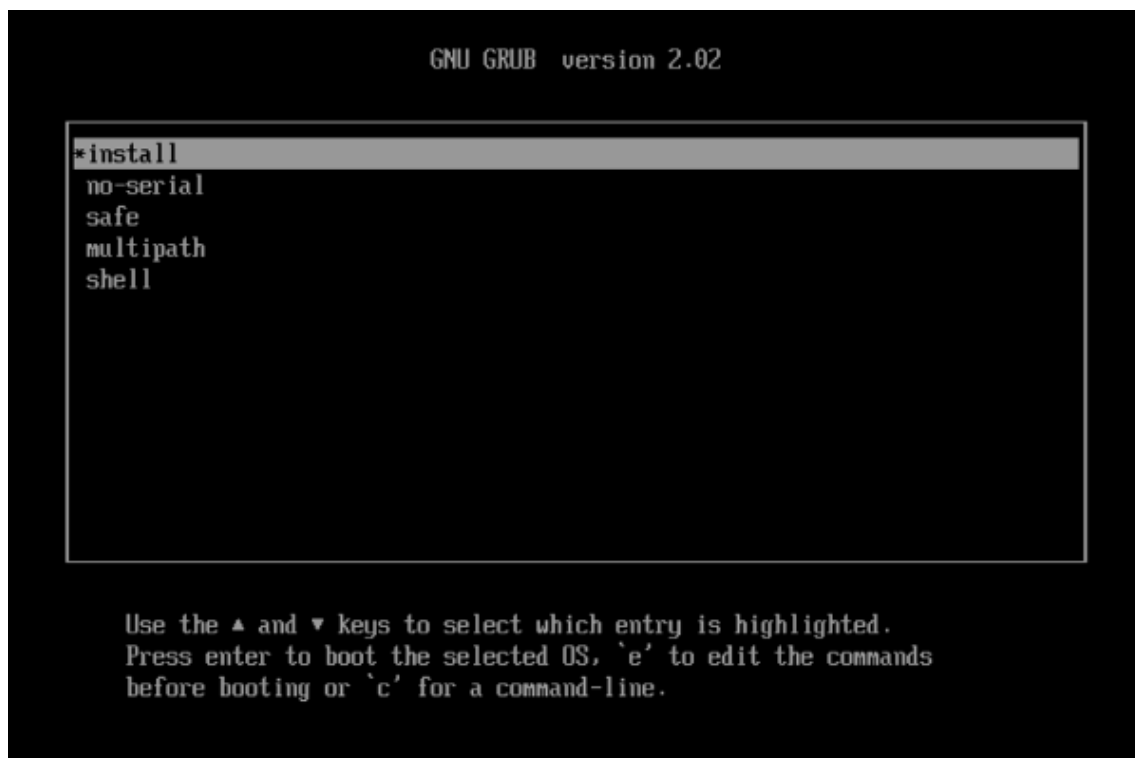 GNU GRUB  version 2.02
*install
no-serial
safe
multipath
shell
Use the ▲ and ▼ keys to select which entry is highlighted.
Press enter to boot the selected OS, `e' to edit the commands
before booting or `c' for a command-line.